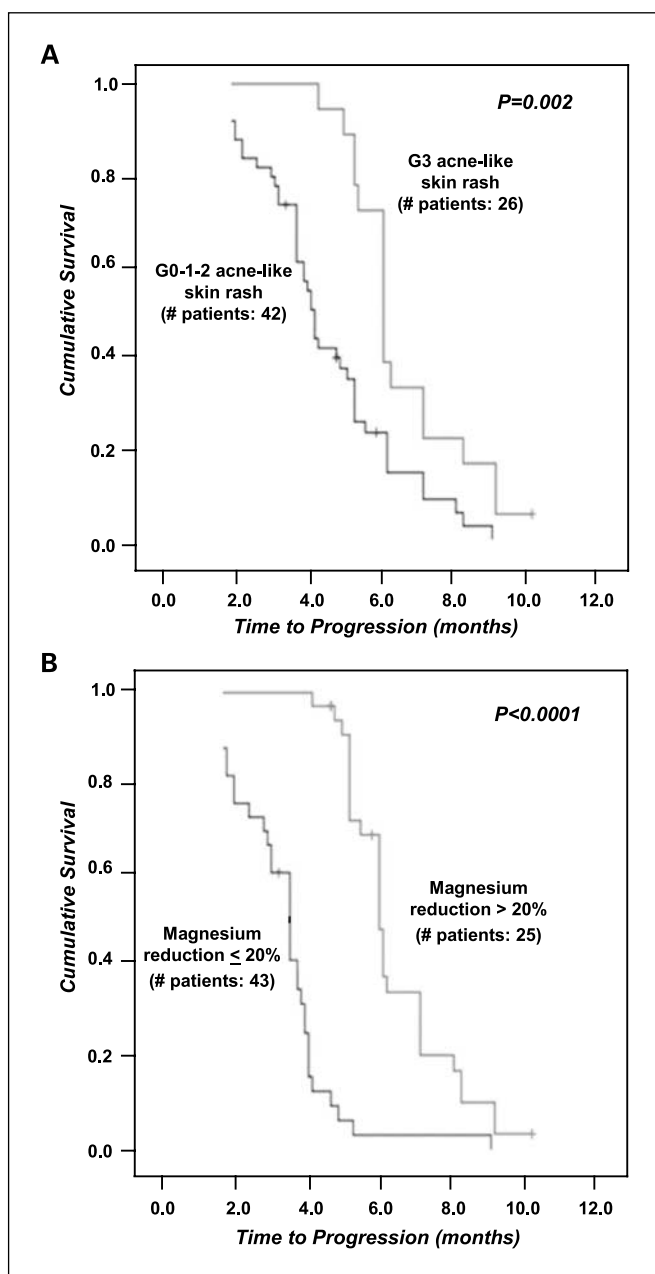 A
1.0
0.8
0.6
0.4
0.2
0.0
Cumulative Survival
P=0.002
G3 acne-like
skin rash
(# patients: 26)
G0-1-2 acne-like
skin rash
(# patients: 42)
0.0 2.0 4.0 6.0 8.0 10.0 12.0
Time to Progression (months)
B
1.0
0.8
0.6
0.4
0.2
0.0
Cumulative Survival
P<0.0001
Magnesium
reduction > 20%
(# patients: 25)
Magnesium
reduction ≤ 20%
(# patients: 43)
0.0 2.0 4.0 6.0 8.0 10.0 12.0
Time to Progression (months)